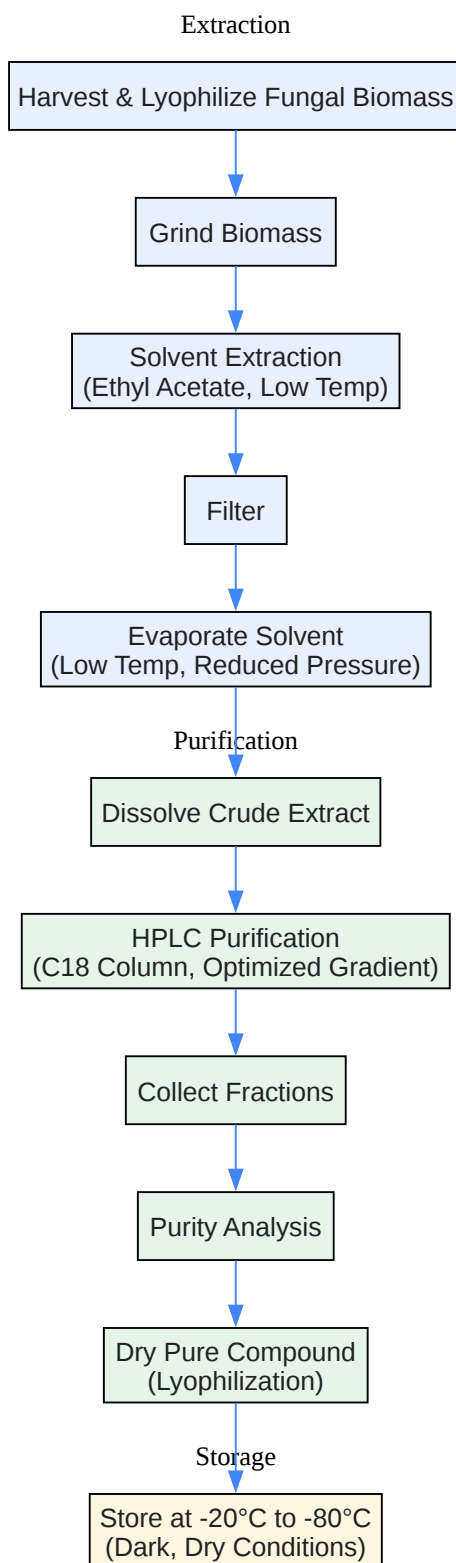 Extraction
Harvest & Lyophilize Fungal Biomass
Grind Biomass
Solvent Extraction
(Ethyl Acetate, Low Temp)
Filter
Evaporate Solvent
(Low Temp, Reduced Pressure)
Purification
Dissolve Crude Extract
HPLC Purification
(C18 Column, Optimized Gradient)
Collect Fractions
Purity Analysis
Dry Pure Compound
(Lyophilization)
Storage
Store at -20°C to -80°C
(Dark, Dry Conditions)